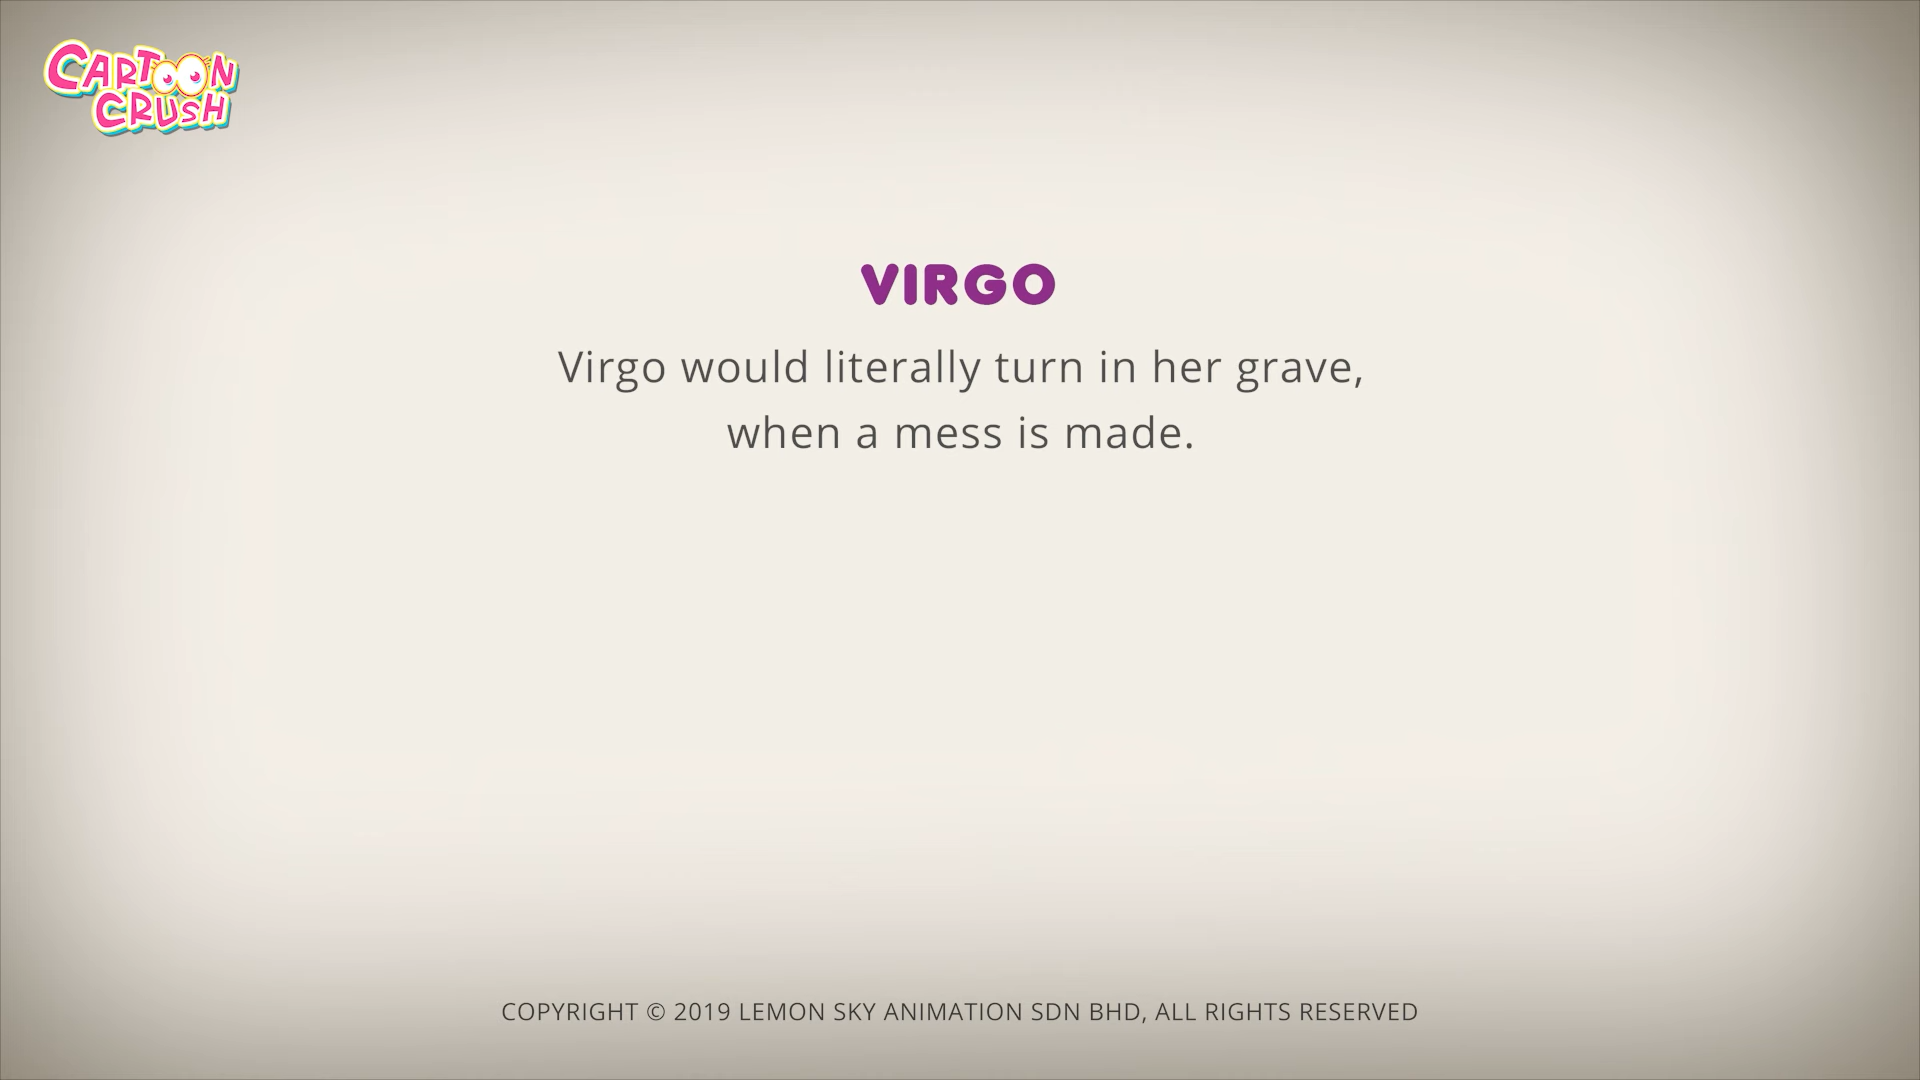 CARTOON
CRUSH
VIRGO
Virgo would literally turn in her grave,
when a mess is made.
COPYRIGHT © 2019 LEMON SKY ANIMATION SDN BHD, ALL RIGHTS RESERVED